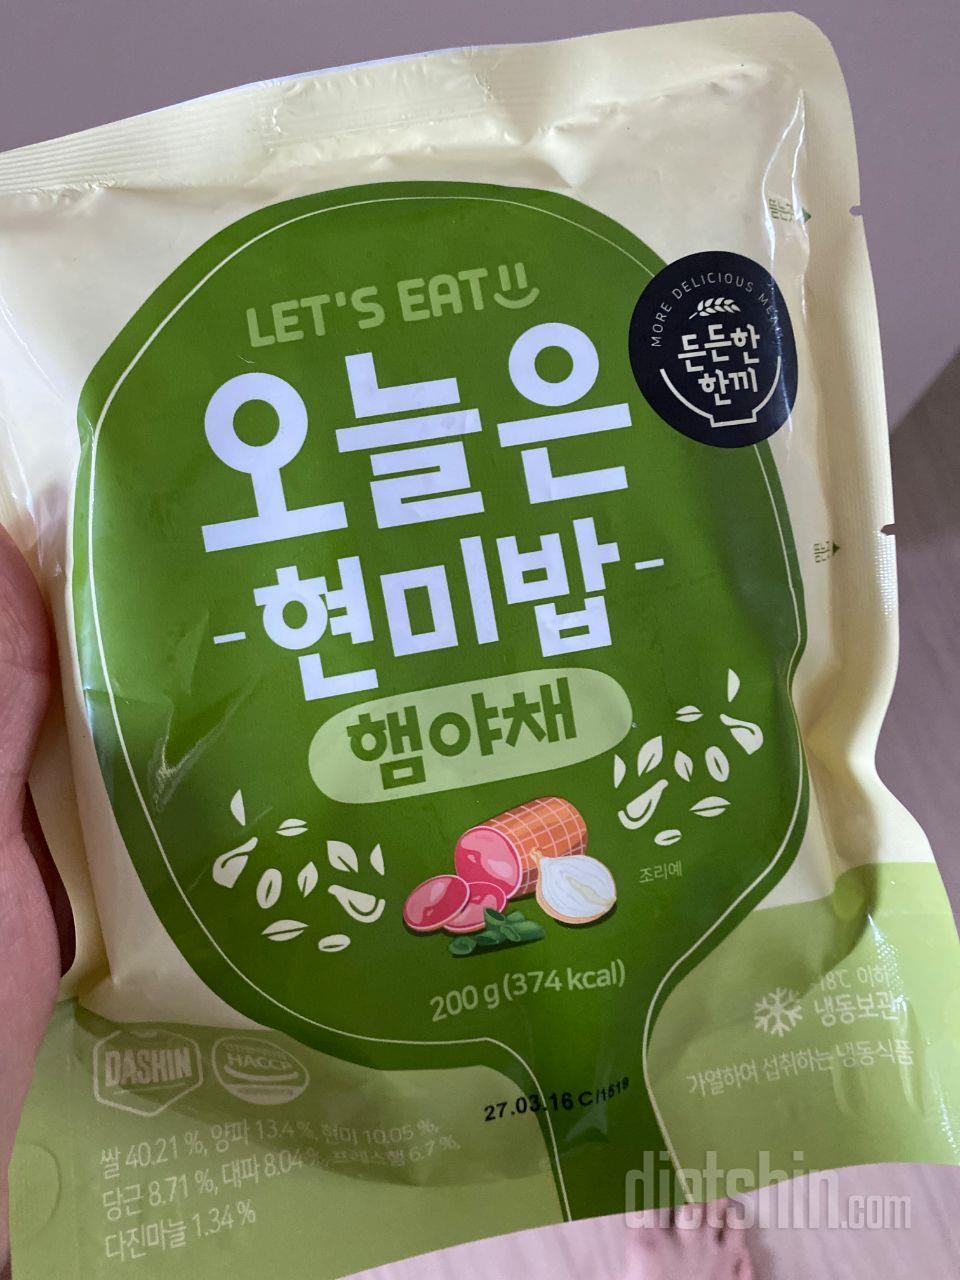 LET'S EAT
오늘은
-현미밥-
햄야채
MORE DELICIOUS
든든한
한끼
조리예
200 g (374 kcal)
-18℃ 이하
냉동보관
가열하여 섭취하는 냉동식품
DASHIN
HACCP
27.03.16 C/1519
쌀 40.21 %, 양파 13.4 %, 현미 10.05 %,
당근 8.71 %, 대파 8.04 %, 프레스햄 6.7 %,
다진마늘 1.34 %
dietshin.com